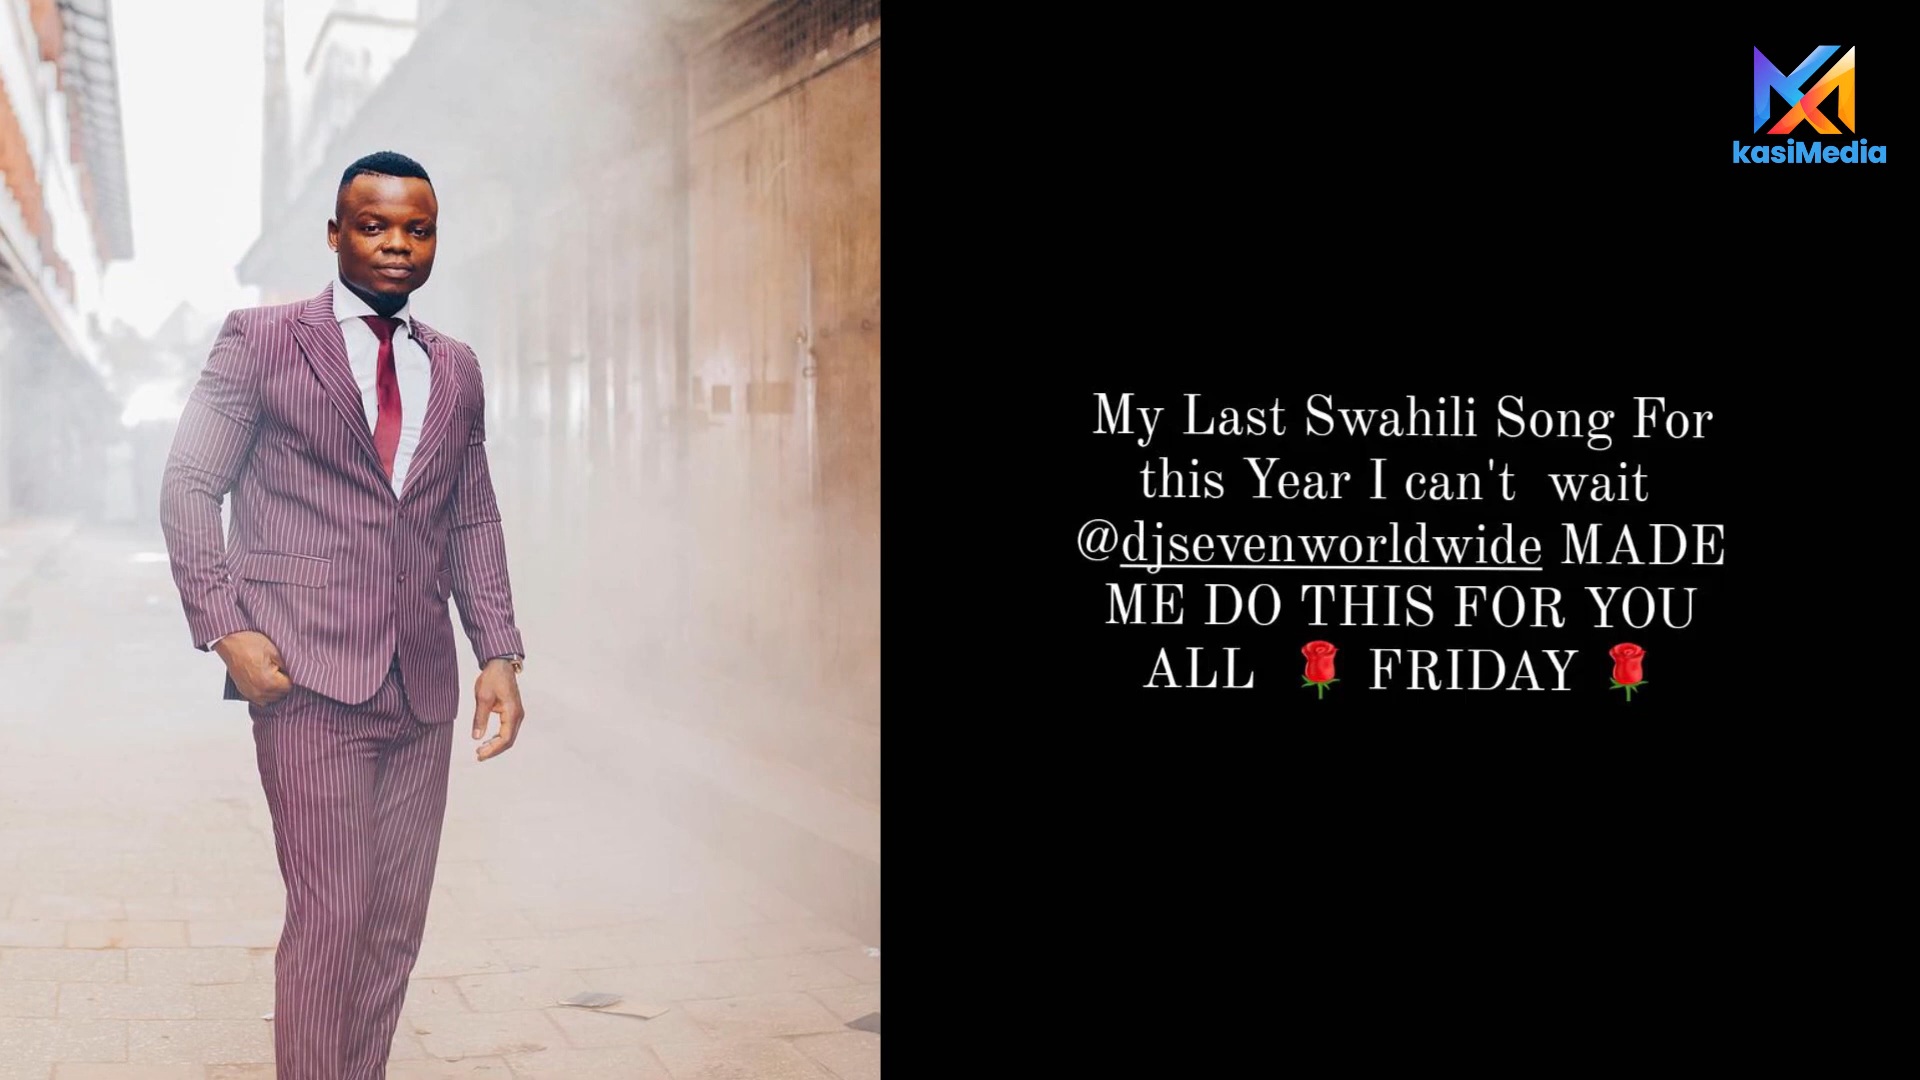 kasiMedia
My Last Swahili Song For
this Year I can't wait
@djsevenworldwide MADE
ME DO THIS FOR YOU
ALL 🌹 FRIDAY 🌹